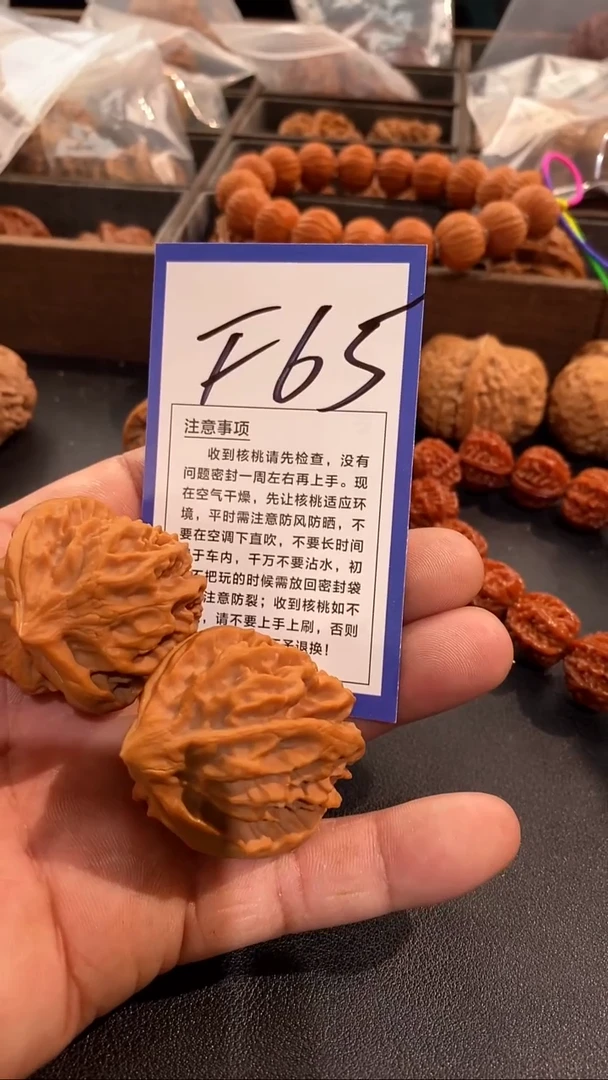 F65
注意事项
收到核桃请先检查，没有
问题密封一周左右再上手。现
在空气干燥，先让核桃适应环
境，平时需注意防风防晒，不
要在空调下直吹，不要长时间
于车内，千万不要沾水，初
不把玩的时候需放回密封袋
注意防裂；收到核桃如不
，请不要上手上刷，否则
予退换！